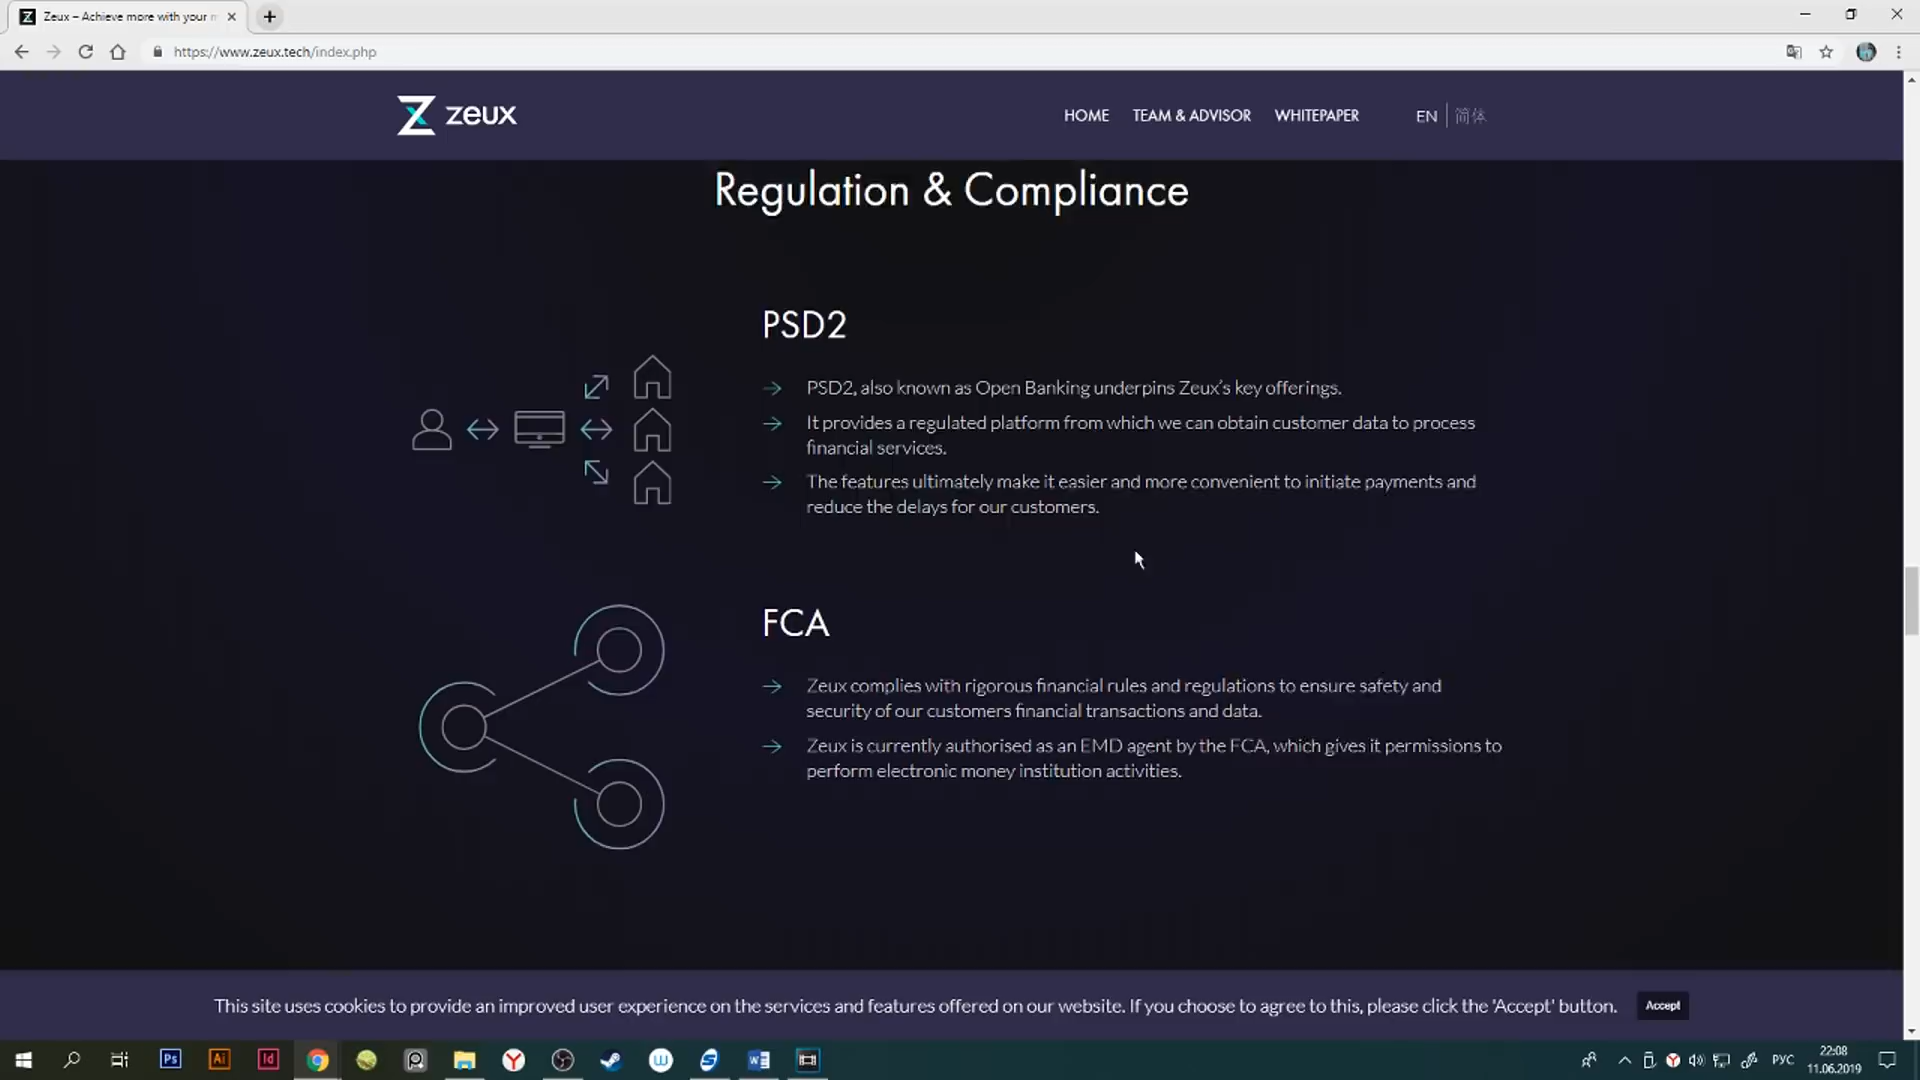 Zeux – Achieve more with your m
https://www.zeux.tech/index.php
zeux
HOME
TEAM & ADVISOR
WHITEPAPER
EN
简体
Regulation & Compliance
PSD2
PSD2, also known as Open Banking underpins Zeux's key offerings.
It provides a regulated platform from which we can obtain customer data to process
financial services.
The features ultimately make it easier and more convenient to initiate payments and
reduce the delays for our customers.
FCA
Zeux complies with rigorous financial rules and regulations to ensure safety and
security of our customers financial transactions and data.
Zeux is currently authorised as an EMD agent by the FCA, which gives it permissions to
perform electronic money institution activities.
This site uses cookies to provide an improved user experience on the services and features offered on our website. If you choose to agree to this, please click the 'Accept' button.
Accept
Ps
Ai
Id
РУС
22:08
11.06.2019